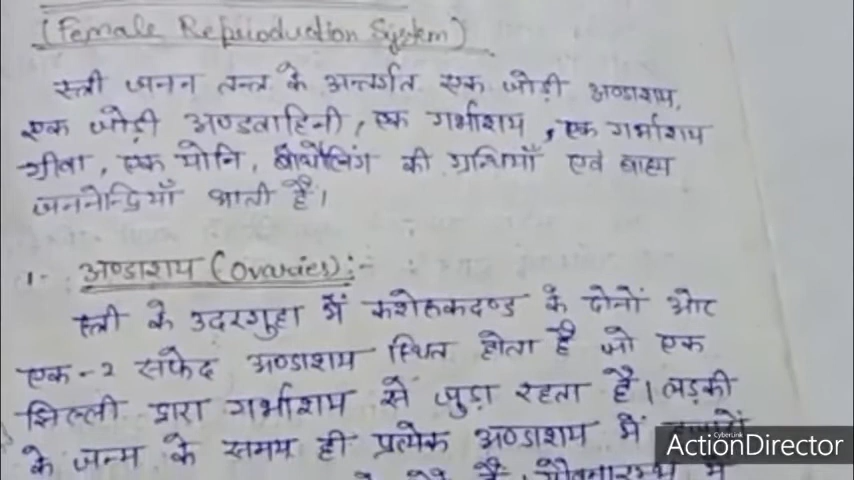 (Female Reproduction System)
स्त्री जनन तन्त्र के अन्तर्गत एक जोड़ी अण्डाशय,
एक जोड़ी अण्डवाहिनी, एक गर्भाशय, एक गर्भाशय
ग्रीवा, एक योनि, बार्थोलिंग की ग्रन्थियाँ एवं बाह्य
जननेन्द्रियाँ आती हैं।
1- अण्डाशय (Ovaries):-
स्त्री के उदरगुहा में कशेरुकदण्ड के दोनों ओर
एक-2 सफेद अण्डाशय स्थित होता है जो एक
झिल्ली द्वारा गर्भाशय से जुड़ा रहता है। लड़की
के जन्म के समय ही प्रत्येक अण्डाशय में
CyberLink
ActionDirector